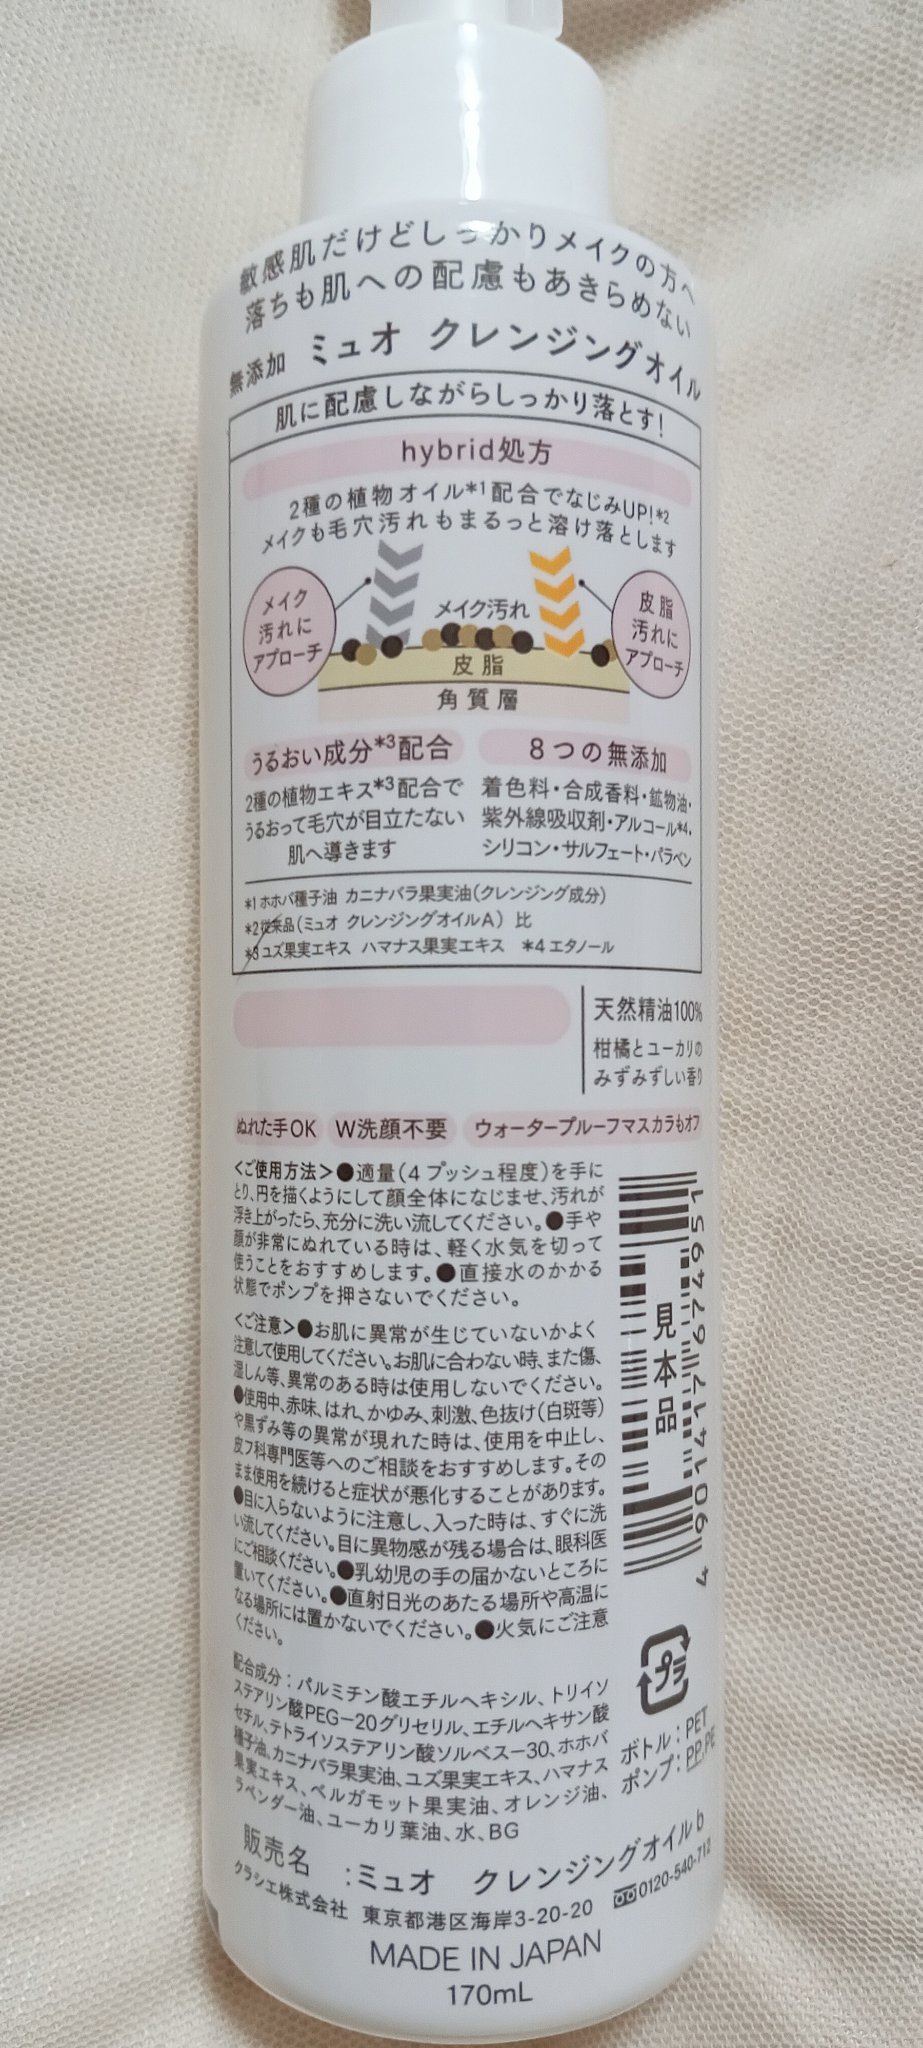 敏感肌だけどしっかりメイクの方へ
落ちも肌への配慮もあきらめない
無添加 ミュオ クレンジングオイル
肌に配慮しながらしっかり落とす!
hybrid処方
2種の植物オイル*1配合でなじみUP!*2
メイクも毛穴汚れもまるっと溶け落とします
メイク
汚れに
アプローチ
メイク汚れ
皮脂
汚れに
アプローチ
皮脂
角質層
うるおい成分*3配合
2種の植物エキス*3配合で
うるおって毛穴が目立たない
肌へ導きます
8つの無添加
着色料・合成香料・鉱物油・
紫外線吸収剤・アルコール*4・
シリコン・サルフェート・パラベン
*1 ホホバ種子油 カニナバラ果実油(クレンジング成分)
*2 従来品(ミュオ クレンジングオイルA) 比
*3 ユズ果実エキス ハマナス果実エキス *4 エタノール
天然精油100%
柑橘とユーカリの
みずみずしい香り
ぬれた手OK W洗顔不要 ウォータープルーフマスカラもオフ
<ご使用方法>●適量(4プッシュ程度)を手に
とり、円を描くようにして顔全体になじませ、汚れが
浮き上がったら、充分に洗い流してください。●手や
顔が非常にぬれている時は、軽く水気を切って
使うことをおすすめします。●直接水のかかる
状態でポンプを押さないでください。
<ご注意>●お肌に異常が生じていないかよく
注意して使用してください。お肌に合わない時、また傷、
湿しん等、異常のある時は使用しないでください。
●使用中、赤味、はれ、かゆみ、刺激、色抜け(白斑等)
や黒ずみ等の異常が現れた時は、使用を中止し、
皮フ科専門医等へのご相談をおすすめします。その
まま使用を続けると症状が悪化することがあります。
●目に入らないように注意し、入った時は、すぐに洗
い流してください。目に異物感が残る場合は、眼科医
にご相談ください。●乳幼児の手の届かないところに
置いてください。●直射日光のあたる場所や高温に
なる場所には置かないでください。●火気にご注意
ください。
見本品
4 901417 674951
プラ
ボトル:PET
ポンプ:PP,PE
配合成分:パルミチン酸エチルヘキシル、トリイソ
ステアリン酸PEG-20グリセリル、エチルヘキサン酸
セチル、テトライソステアリン酸ソルベス-30、ホホバ
種子油、カニナバラ果実油、ユズ果実エキス、ハマナス
果実エキス、ベルガモット果実油、オレンジ油、
ラベンダー油、ユーカリ葉油、水、BG
販売名 :ミュオ クレンジングオイルb
クラシエ株式会社 東京都港区海岸3-20-20 0120-540-712
MADE IN JAPAN
170mL